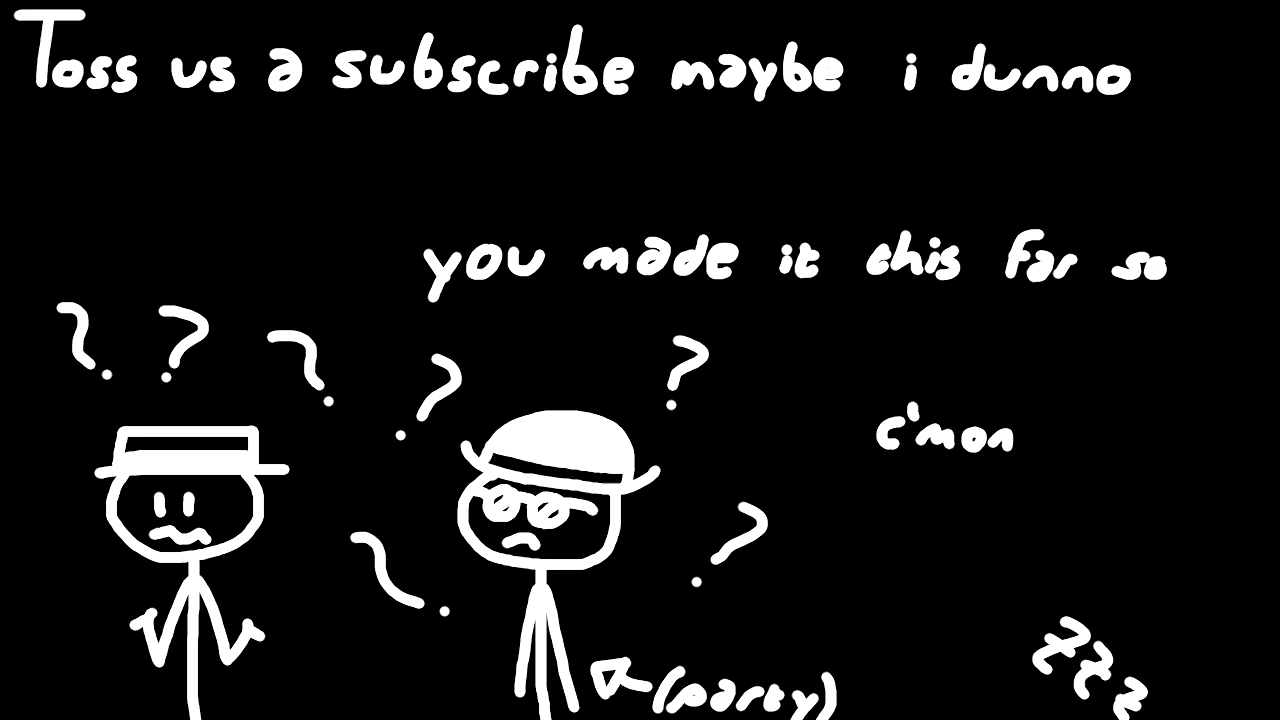 Toss us a subscribe maybe i dunno
you made it this far so
? ? ? ? ?
c'mon
? ?
(party)
zzz